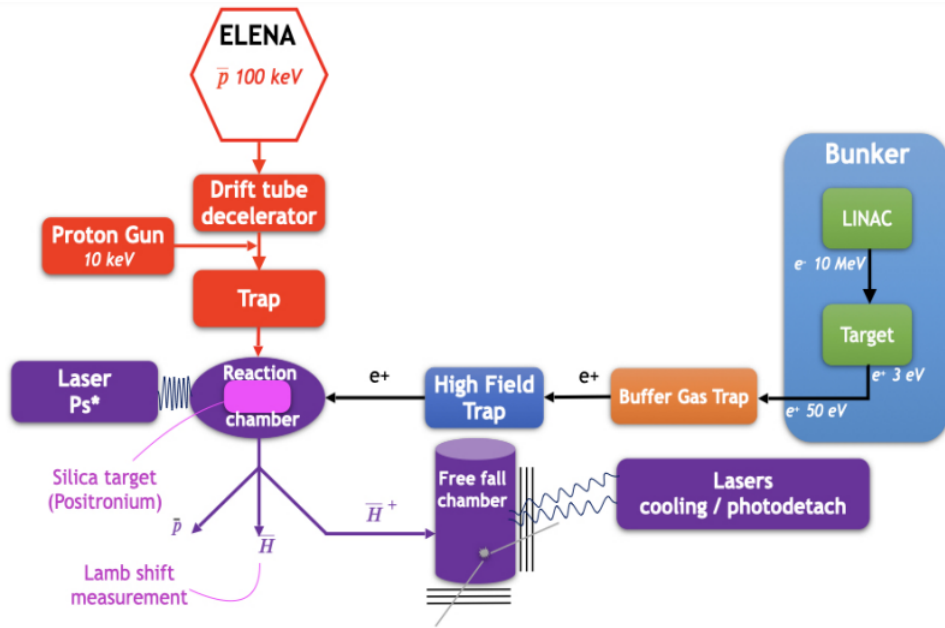 ELENA
p̅ 100 keV
Drift tube
decelerator
Proton Gun
10 keV
Trap
Bunker
LINAC
e- 10 MeV
Target
e+ 3 eV
e+ 50 eV
Buffer Gas Trap
e+
High Field
Trap
e+
Reaction
chamber
Laser
Ps*
Silica target
(Positronium)
p̅
H̅
H̅⁺
Lamb shift
measurement
Free fall
chamber
Lasers
cooling / photodetach